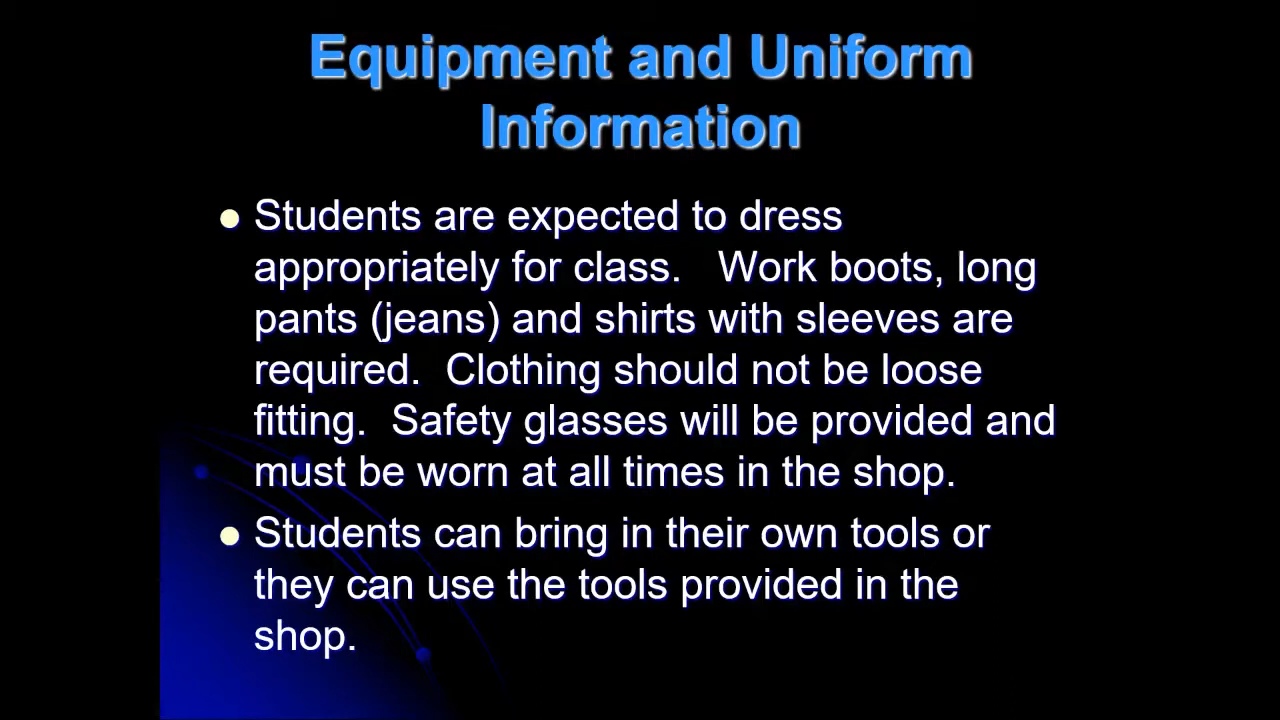 Equipment and Uniform
Information
Students are expected to dress
appropriately for class.   Work boots, long
pants (jeans) and shirts with sleeves are
required.  Clothing should not be loose
fitting.  Safety glasses will be provided and
must be worn at all times in the shop.
Students can bring in their own tools or
they can use the tools provided in the
shop.